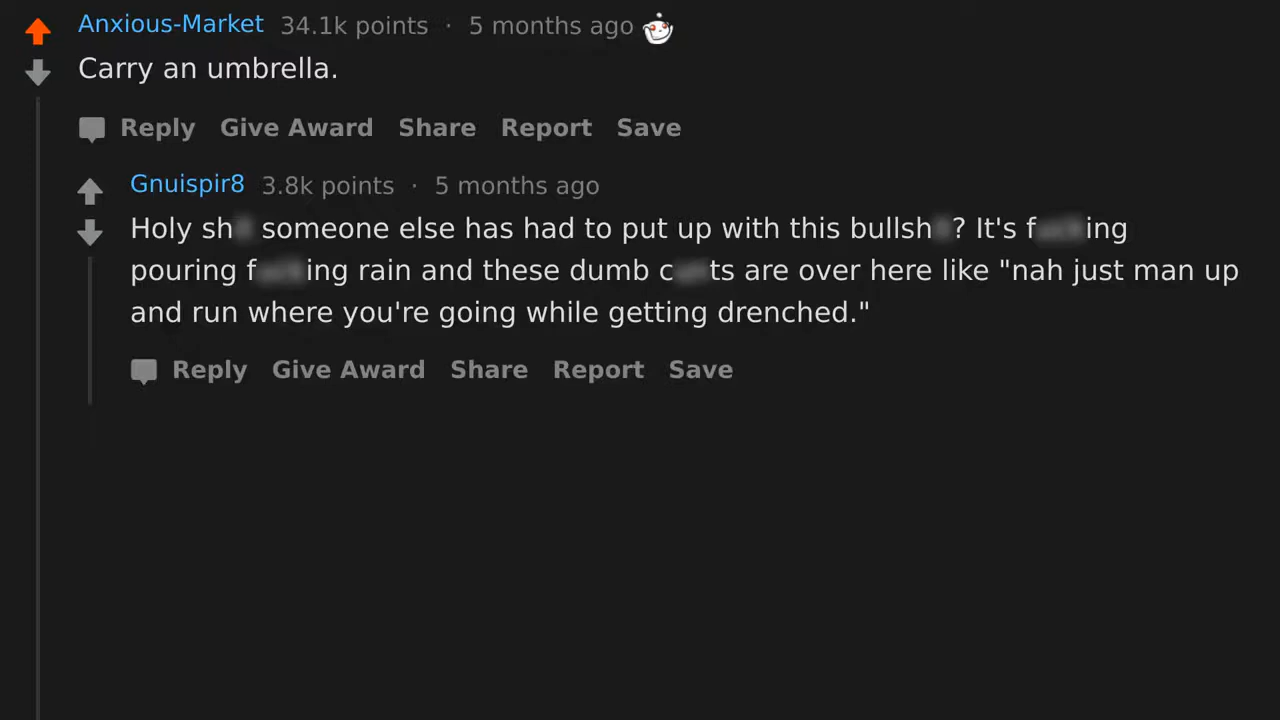 Anxious-Market 34.1k points · 5 months ago
Carry an umbrella.
Reply Give Award Share Report Save
Gnuispir8 3.8k points · 5 months ago
Holy sh someone else has had to put up with this bullsh ? It's f ing
pouring f ing rain and these dumb c ts are over here like "nah just man up
and run where you're going while getting drenched."
Reply Give Award Share Report Save